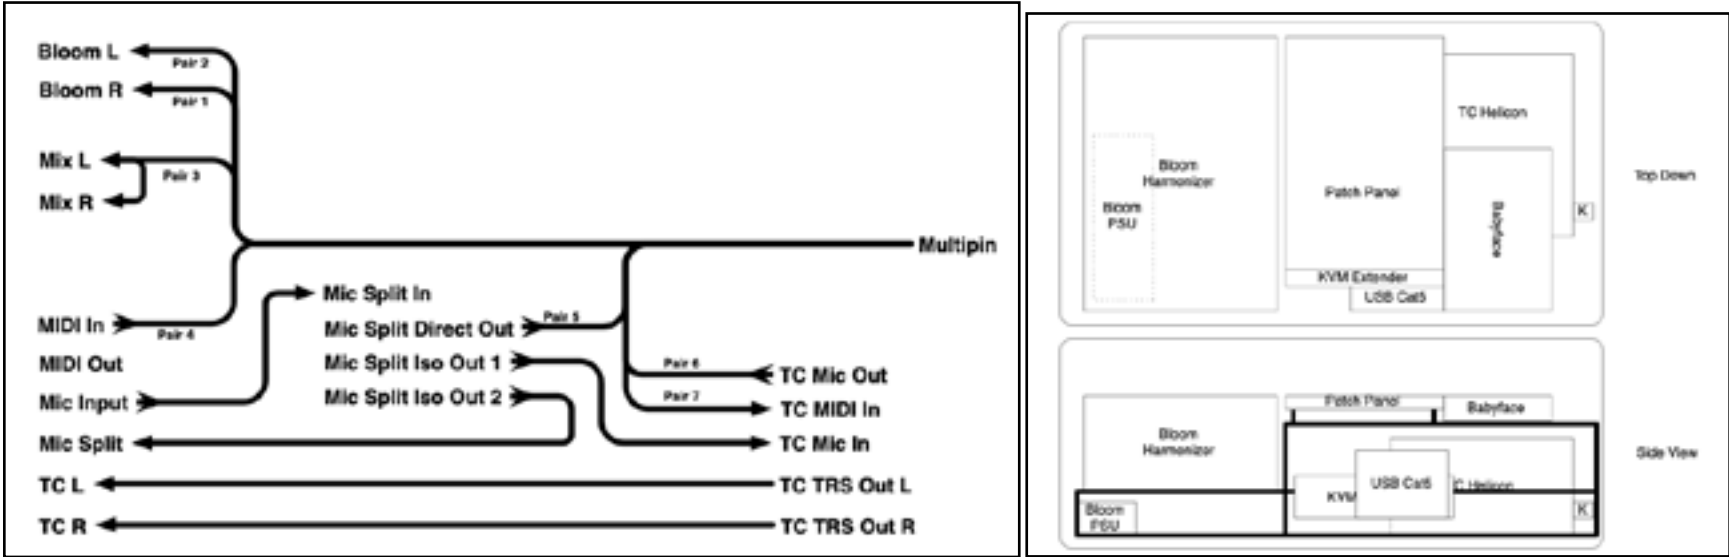 Bloom L
Pair 2
Bloom R
Pair 1
Mix L
Pair 3
Mix R
Multipin
Mic Split In
MIDI In
Pair 4
Mic Split Direct Out
Pair 5
MIDI Out
Mic Split Iso Out 1
Pair 6
TC Mic Out
Mic Input
Mic Split Iso Out 2
Pair 7
TC MIDI In
Mic Split
TC Mic In
TC L
TC TRS Out L
TC R
TC TRS Out R
TC Helicon
Bloom
Harmonizer
Patch Panel
Top Down
Bloom
PSU
Babyface
K
KVM Extender
USB Cat5
Patch Panel
Babyface
Bloom
Harmonizer
Side View
KVM
USB Cat5
C Helicon
Bloom
PSU
K